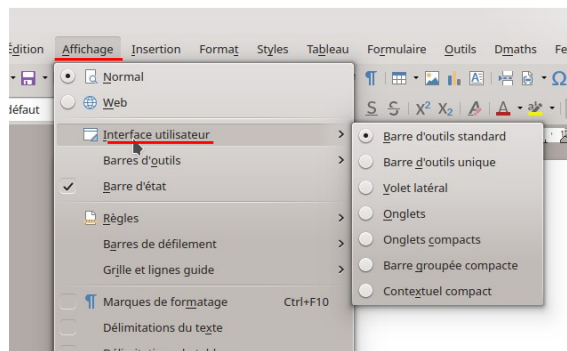 Édition Affichage Insertion Format Styles Tableau Formulaire Outils Dmaths Fe
Normal
défaut
Web
Interface utilisateur
Barres d'outils
Barre d'état
Règles
Barres de défilement
Grille et lignes guide
Marques de formatage Ctrl+F10
Délimitations du texte
Barre d'outils standard
Barre d'outils unique
Volet latéral
Onglets
Onglets compacts
Barre groupée compacte
Contextuel compact